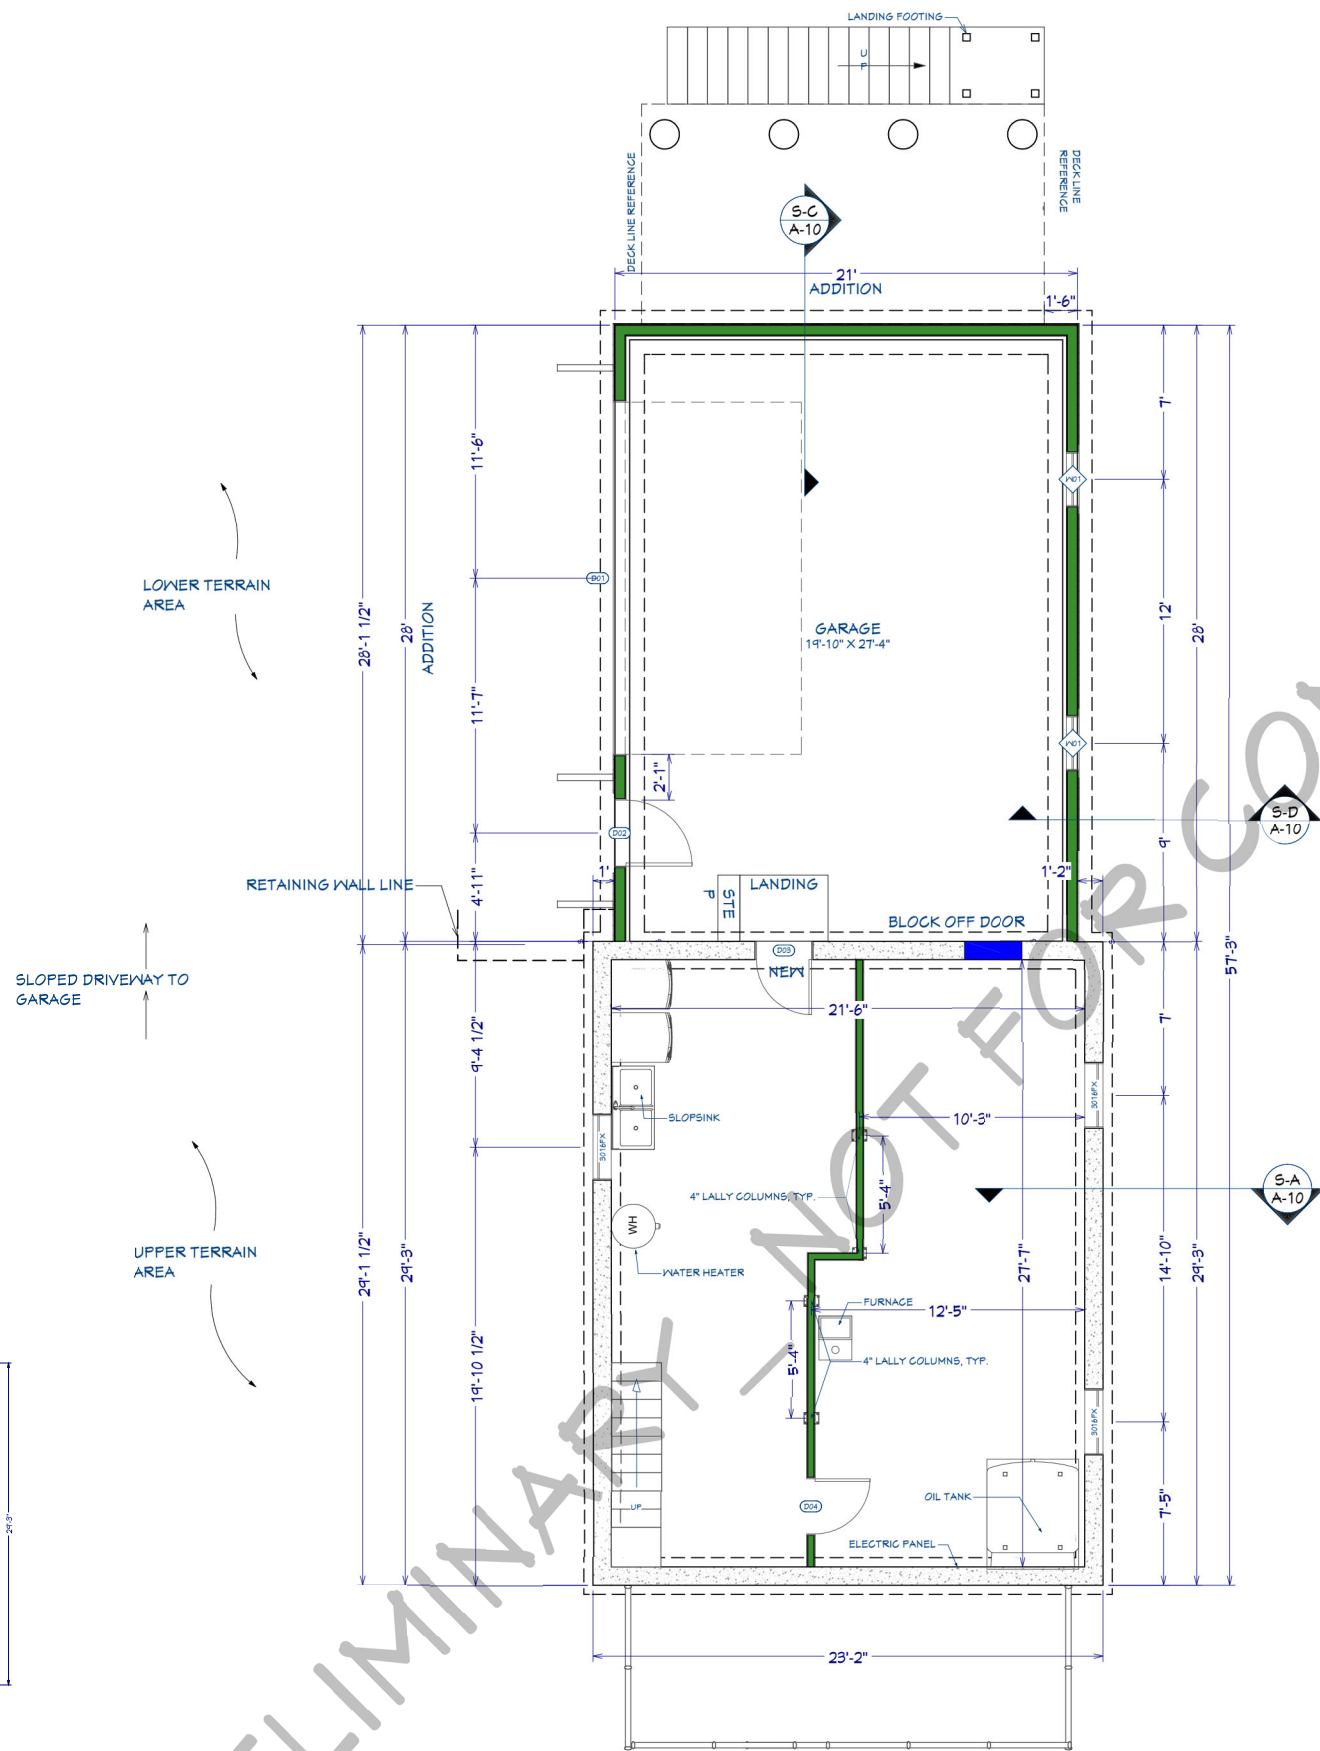 LANDING FOOTING
U
P
DECK LINE REFERENCE
DECK LINE
REFERENCE
S-C
A-10
21'
ADDITION
1'-6"
11'-6"
7'
W01
LOWER TERRAIN
AREA
D01
28'-1 1/2"
28'
ADDITION
GARAGE
19'-10" X 27'-4"
12'
28'
11'-7"
W01
2'-1"
S-D
A-10
D02
9'
1'
1'-2"
RETAINING WALL LINE
4'-11"
STE
P
LANDING
BLOCK OFF DOOR
57'-3"
D03
NEW
SLOPED DRIVEWAY TO
GARAGE
21'-6"
7'
9'-4 1/2"
SLOPSINK
10'-3"
3016FX
3016FX
4" LALLY COLUMNS, TYP.
5'-4"
S-A
A-10
WH
UPPER TERRAIN
AREA
29'-1 1/2"
29'-3"
WATER HEATER
27'-7"
14'-10"
29'-3"
FURNACE
12'-5"
5'-4"
4" LALLY COLUMNS, TYP.
19'-10 1/2"
3016FX
UP
D04
OIL TANK
7'-5"
ELECTRIC PANEL
29'-3"
23'-2"
NOT FOR